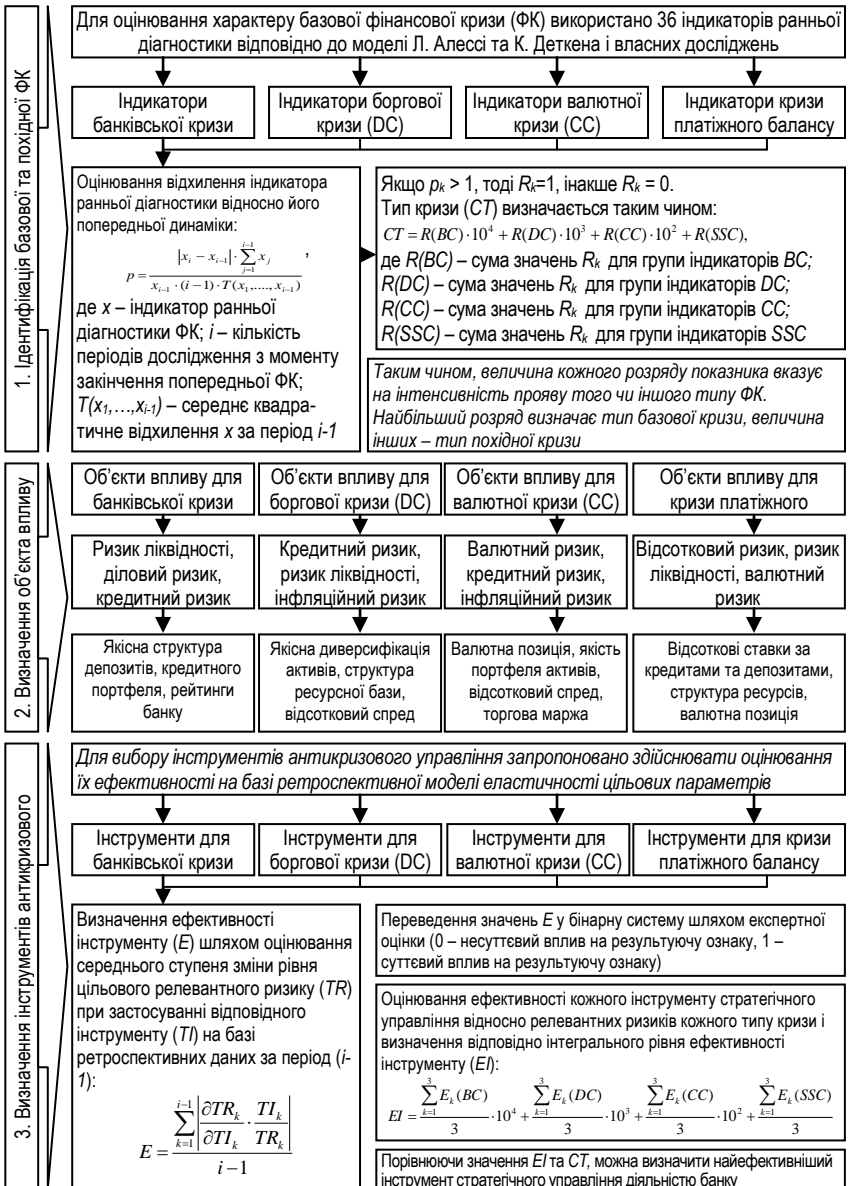 Для оцінювання характеру базової фінансової кризи (ФК) використано 36 індикаторів ранньої
діагностики відповідно до моделі Л. Алессі та К. Деткена і власних досліджень
1. Ідентифікація базової та похідної ФК
Індикатори
банківської кризи
Індикатори боргової
кризи (DC)
Індикатори валютної
кризи (CC)
Індикатори кризи
платіжного балансу
Оцінювання відхилення індикатора
ранньої діагностики відносно його
попередньої динаміки:
p = \frac{|x_i - x_{i-1}| \cdot \sum_{j=1}^{i-1} x_j}{x_{i-1} \cdot (i-1) \cdot T(x_1,....,x_{i-1})} ,
де x – індикатор ранньої
діагностики ФК; i – кількість
періодів дослідження з моменту
закінчення попередньої ФК;
T(x1,…,xi-1) – середнє квадра-
тичне відхилення x за період i-1
Якщо pk > 1, тоді Rk=1, інакше Rk = 0.
Тип кризи (CT) визначається таким чином:
CT = R(BC)·10^4 + R(DC)·10^3 + R(CC)·10^2 + R(SSC),
де R(BC) – сума значень Rk для групи індикаторів BC;
R(DC) – сума значень Rk для групи індикаторів DC;
R(CC) – сума значень Rk для групи індикаторів CC;
R(SSC) – сума значень Rk для групи індикаторів SSC
Таким чином, величина кожного розряду показника вказує
на інтенсивність прояву того чи іншого типу ФК.
Найбільший розряд визначає тип базової кризи, величина
інших – тип похідної кризи
2. Визначення об'єкта впливу
Об'єкти впливу для
банківської кризи
Об'єкти впливу для
боргової кризи (DC)
Об'єкти впливу для
валютної кризи (CC)
Об'єкти впливу для
кризи платіжного
Ризик ліквідності,
діловий ризик,
кредитний ризик
Кредитний ризик,
ризик ліквідності,
інфляційний ризик
Валютний ризик,
кредитний ризик,
інфляційний ризик
Відсотковий ризик, ризик
ліквідності, валютний
ризик
Якісна структура
депозитів, кредитного
портфеля, рейтинги
банку
Якісна диверсифікація
активів, структура
ресурсної бази,
відсотковий спред
Валютна позиція, якість
портфеля активів,
відсотковий спред,
торгова маржа
Відсоткові ставки за
кредитами та депозитами,
структура ресурсів,
валютна позиція
3. Визначення інструментів антикризового
Для вибору інструментів антикризового управління запропоновано здійснювати оцінювання
їх ефективності на базі ретроспективної моделі еластичності цільових параметрів
Інструменти для
банківської кризи
Інструменти для
боргової кризи (DC)
Інструменти для
валютної кризи (CC)
Інструменти для кризи
платіжного балансу
Визначення ефективності
інструменту (E) шляхом оцінювання
середнього ступеня зміни рівня
цільового релевантного ризику (TR)
при застосуванні відповідного
інструменту (TI) на базі
ретроспективних даних за період (i-
1):
E = \frac{\sum_{k=1}^{i-1} \left| \frac{∂TR_k}{∂TI_k} \cdot \frac{TI_k}{TR_k} \right|}{i-1}
Переведення значень E у бінарну систему шляхом експертної
оцінки (0 – несуттєвий вплив на результуючу ознаку, 1 –
суттєвий вплив на результуючу ознаку)
Оцінювання ефективності кожного інструменту стратегічного
управління відносно релевантних ризиків кожного типу кризи і
визначення відповідно інтегрального рівня ефективності
інструменту (EI):
EI = \frac{\sum_{k=1}^{3} E_k(BC)}{3}·10^4 + \frac{\sum_{k=1}^{3} E_k(DC)}{3}·10^3 + \frac{\sum_{k=1}^{3} E_k(CC)}{3}·10^2 + \frac{\sum_{k=1}^{3} E_k(SSC)}{3}
Порівнюючи значення EI та CT, можна визначити найефективніший
інструмент стратегічного управління діяльністю банку